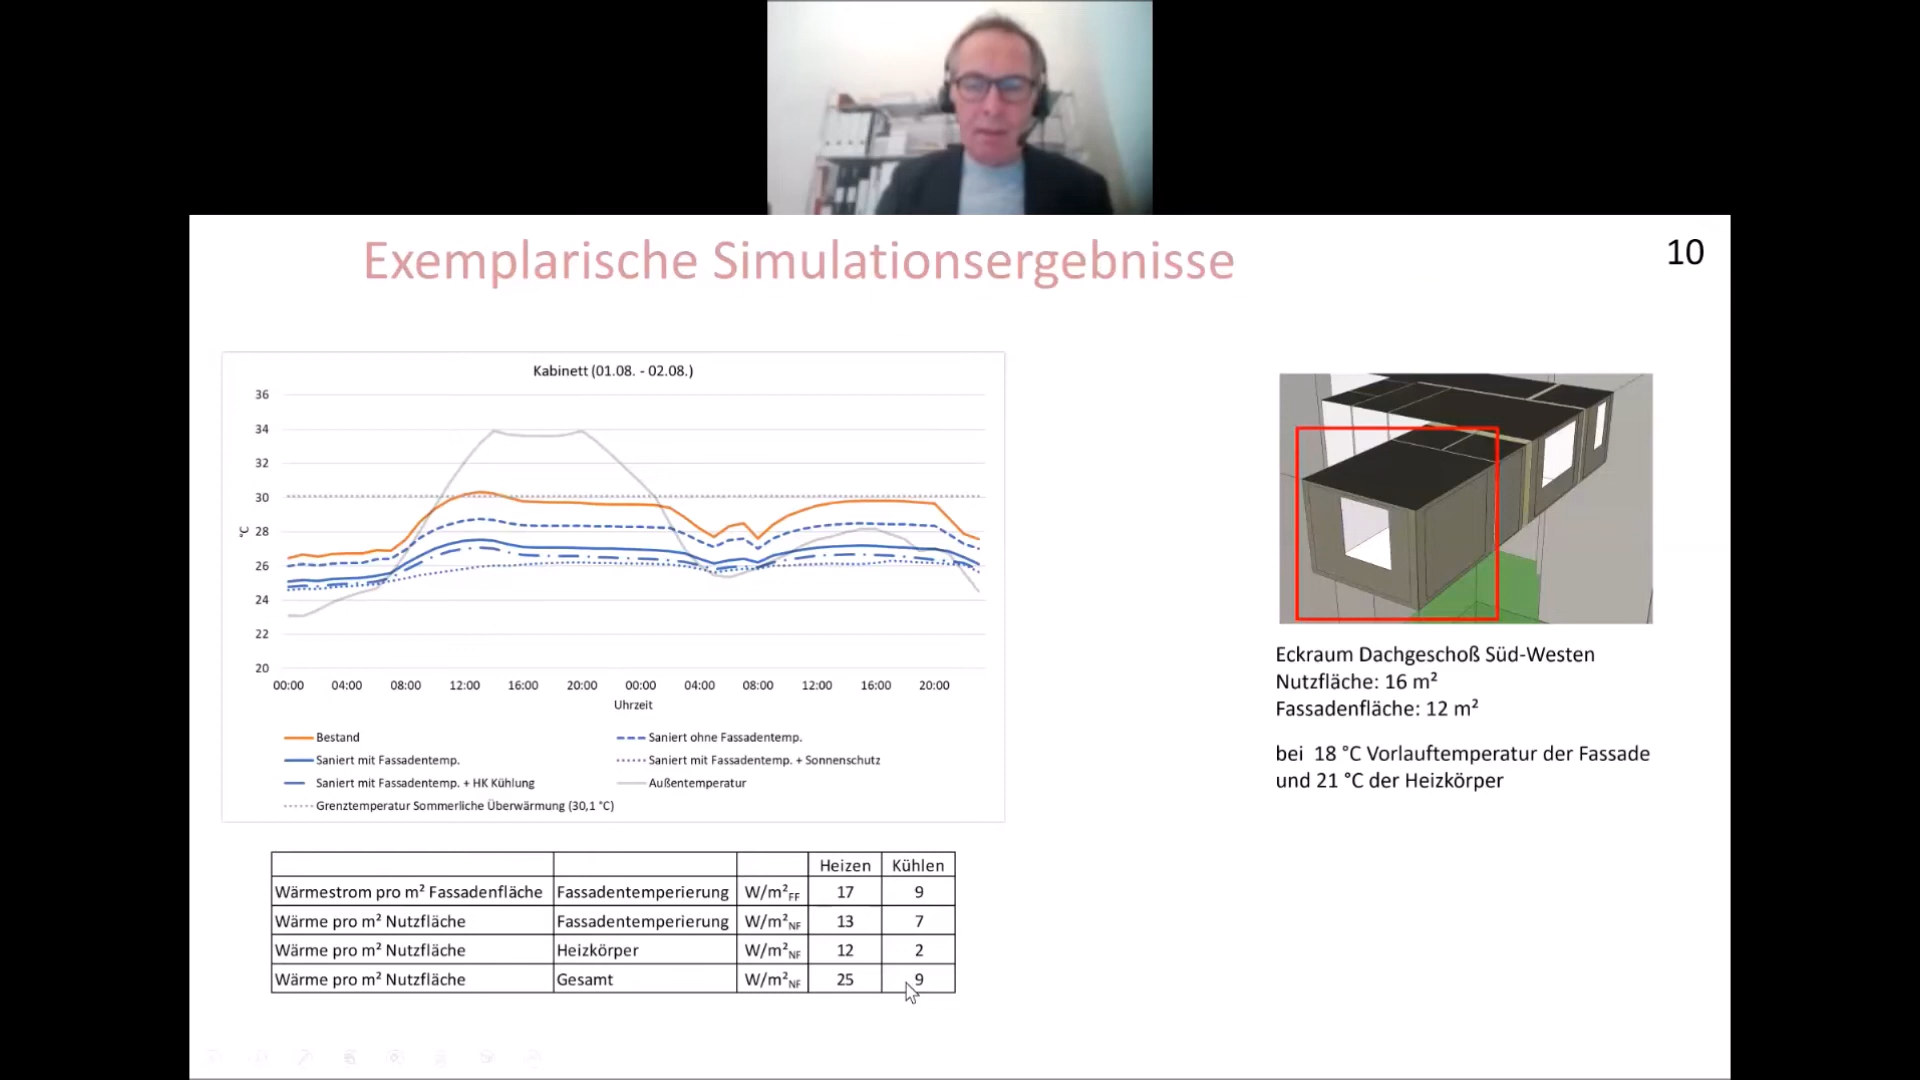 Exemplarische Simulationsergebnisse
10
Kabinett (01.08. - 02.08.)
36
34
32
30
28
26
24
22
20
°C
00:00 04:00 08:00 12:00 16:00 20:00 00:00 04:00 08:00 12:00 16:00 20:00
Uhrzeit
Bestand
Saniert ohne Fassadentemp.
Saniert mit Fassadentemp.
Saniert mit Fassadentemp. + Sonnenschutz
Saniert mit Fassadentemp. + HK Kühlung
Außentemperatur
Grenztemperatur Sommerliche Überwärmung (30,1 °C)
Eckraum Dachgeschoß Süd-Westen
Nutzfläche: 16 m²
Fassadenfläche: 12 m²
bei 18 °C Vorlauftemperatur der Fassade
und 21 °C der Heizkörper
Heizen Kühlen
Wärmestrom pro m² Fassadenfläche Fassadentemperierung W/m²FF 17 9
Wärme pro m² Nutzfläche Fassadentemperierung W/m²NF 13 7
Wärme pro m² Nutzfläche Heizkörper W/m²NF 12 2
Wärme pro m² Nutzfläche Gesamt W/m²NF 25 9